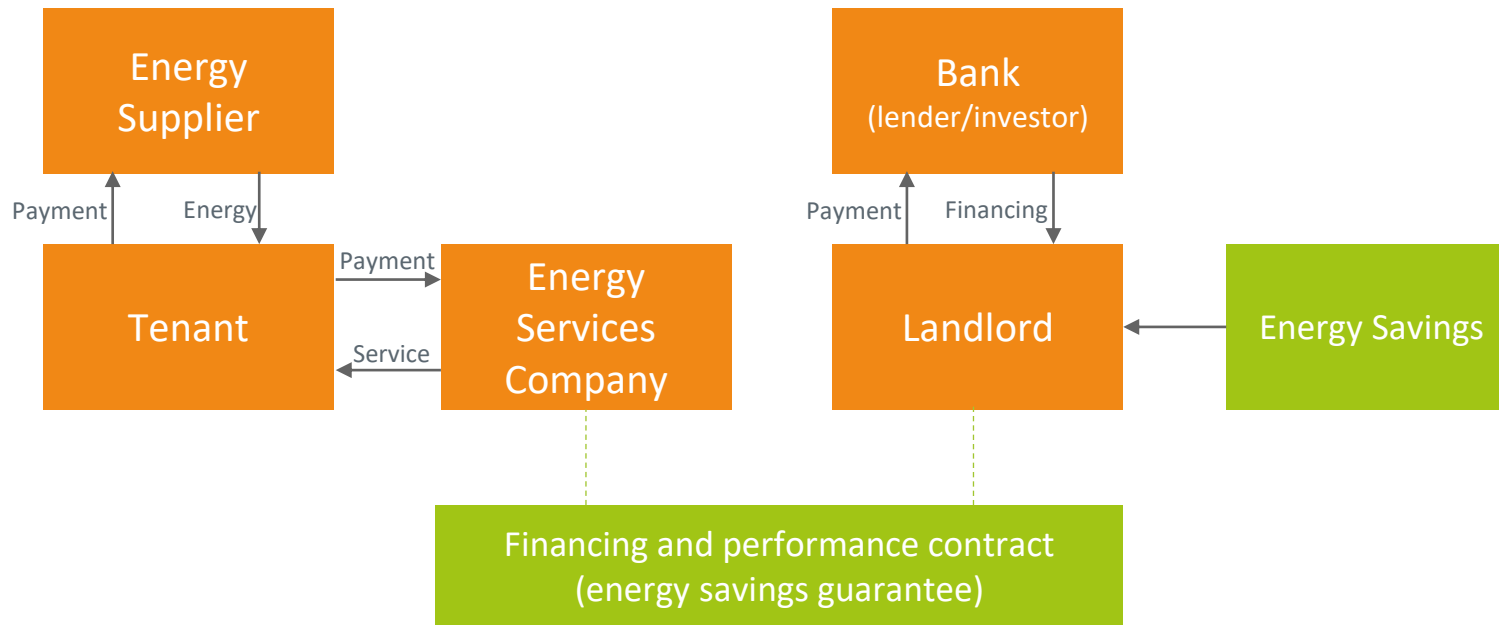 Energy
Supplier
Bank
(lender/investor)
Payment
Energy
Payment
Financing
Tenant
Payment
Service
Energy
Services
Company
Landlord
Energy Savings
Financing and performance contract
(energy savings guarantee)